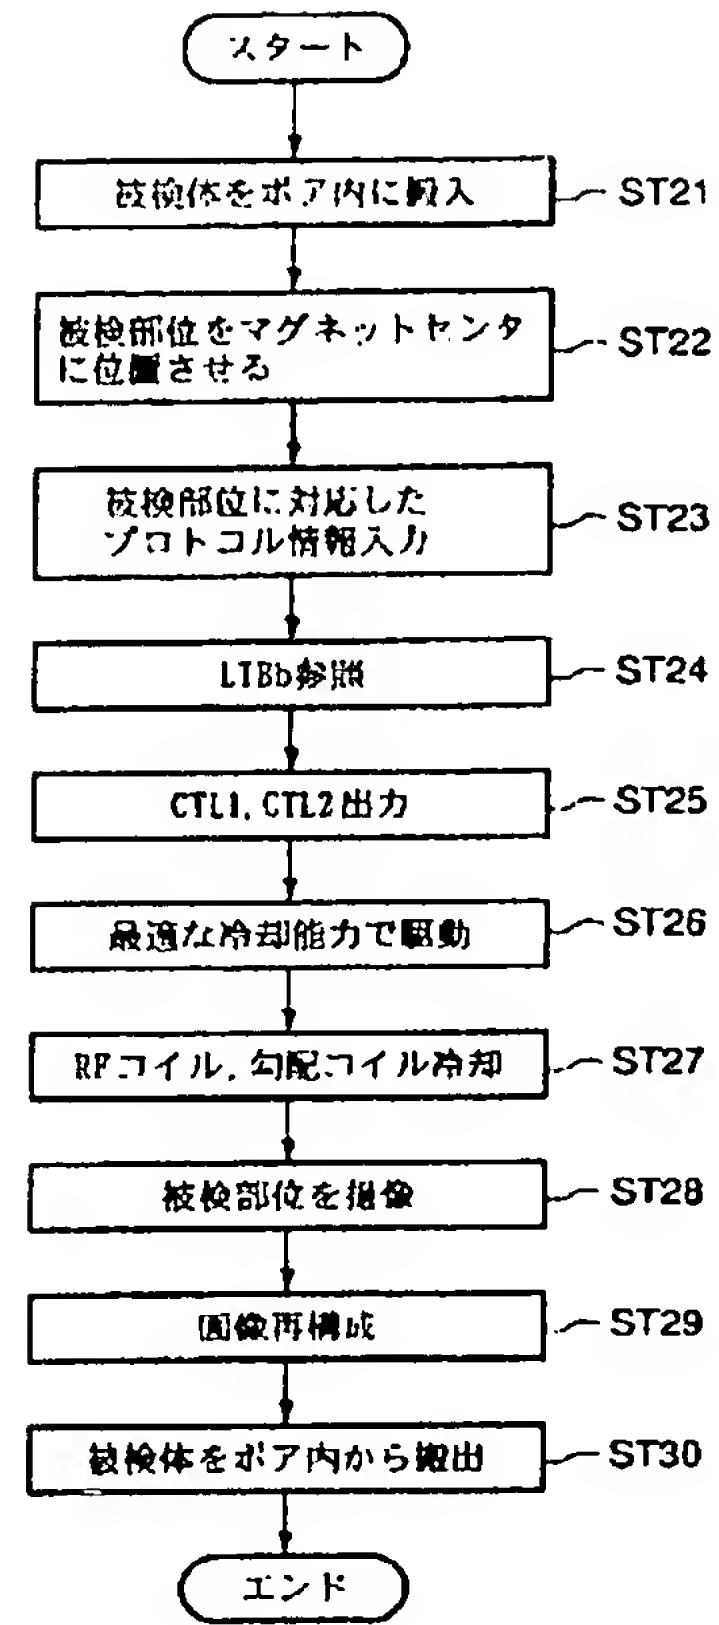 スタート
被検体をボア内に搬入
ST21
被検部位をマグネットセンタ
に位置させる
ST22
被検部位に対応した
プロトコル情報入力
ST23
LTBb参照
ST24
CTL1, CTL2出力
ST25
最適な冷却能力で駆動
ST26
RFコイル, 勾配コイル冷却
ST27
被検部位を撮像
ST28
画像再構成
ST29
被検体をボア内から搬出
ST30
エンド